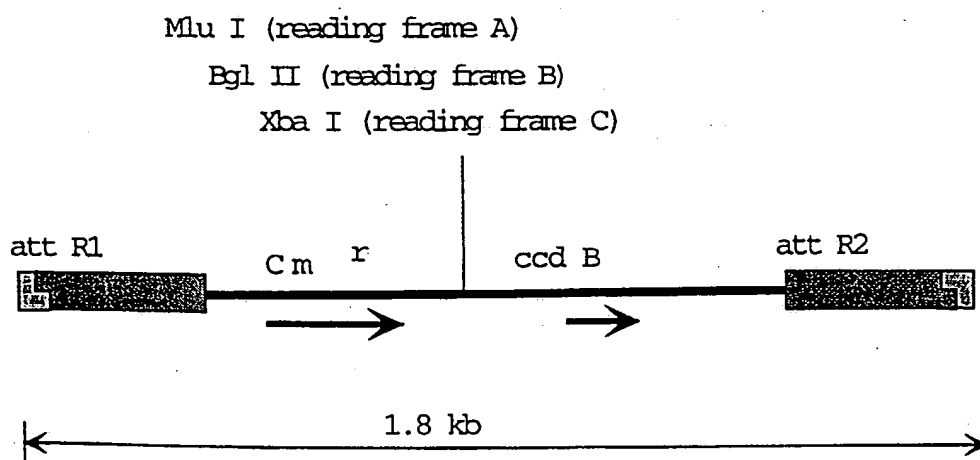 Mlu I (reading frame A)
Bgl II (reading frame B)
Xba I (reading frame C)
att R1
Cm r
ccd B
att R2
1.8 kb